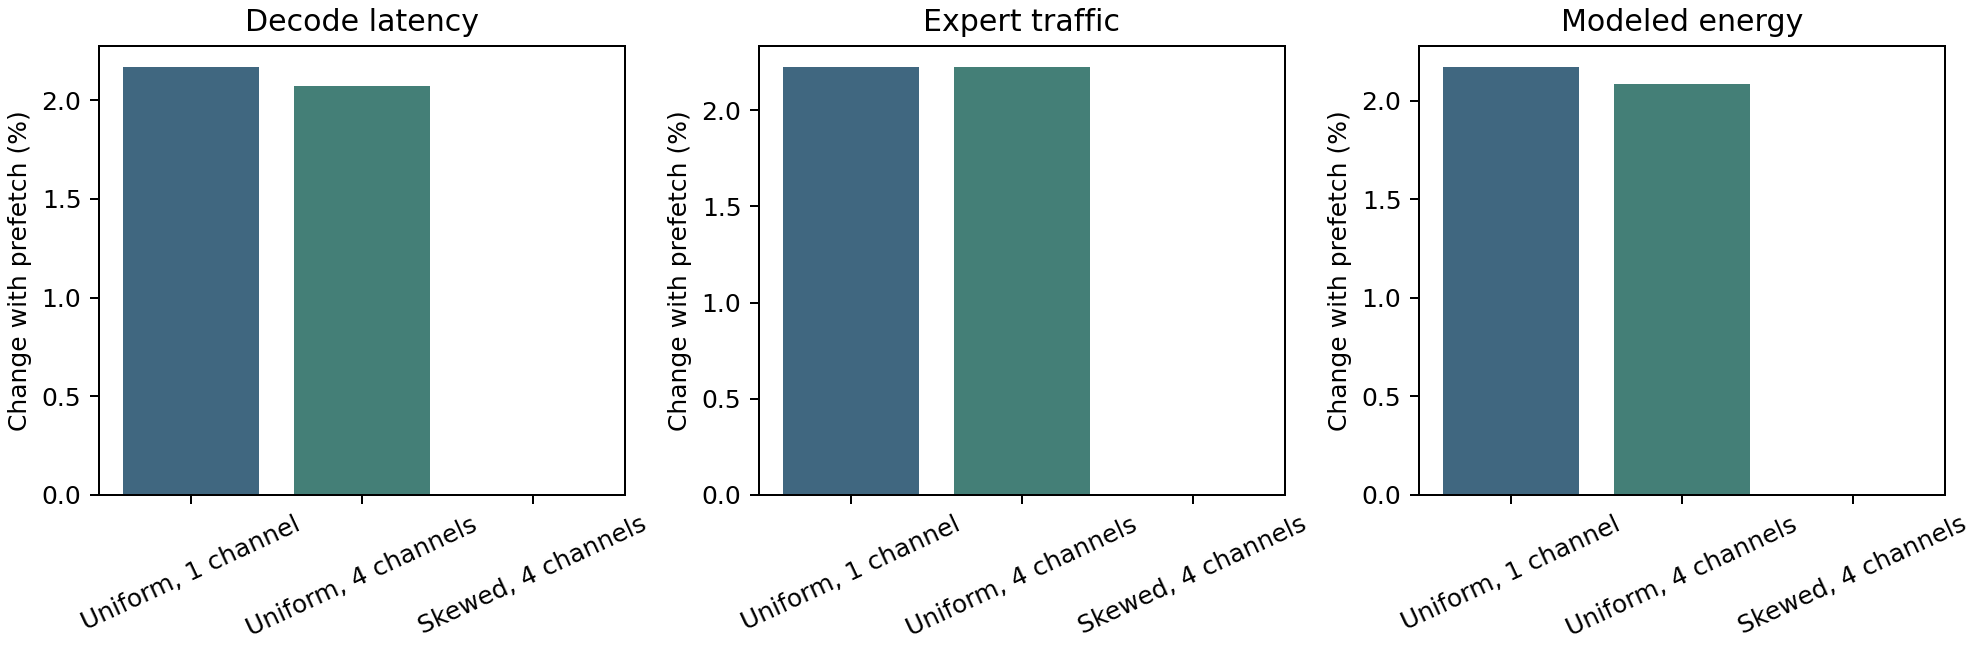 Decode latency
Change with prefetch (%)
2.0
1.5
1.0
0.5
0.0
Uniform, 1 channel
Uniform, 4 channels
Skewed, 4 channels
Expert traffic
Change with prefetch (%)
2.0
1.5
1.0
0.5
0.0
Uniform, 1 channel
Uniform, 4 channels
Skewed, 4 channels
Modeled energy
Change with prefetch (%)
2.0
1.5
1.0
0.5
0.0
Uniform, 1 channel
Uniform, 4 channels
Skewed, 4 channels